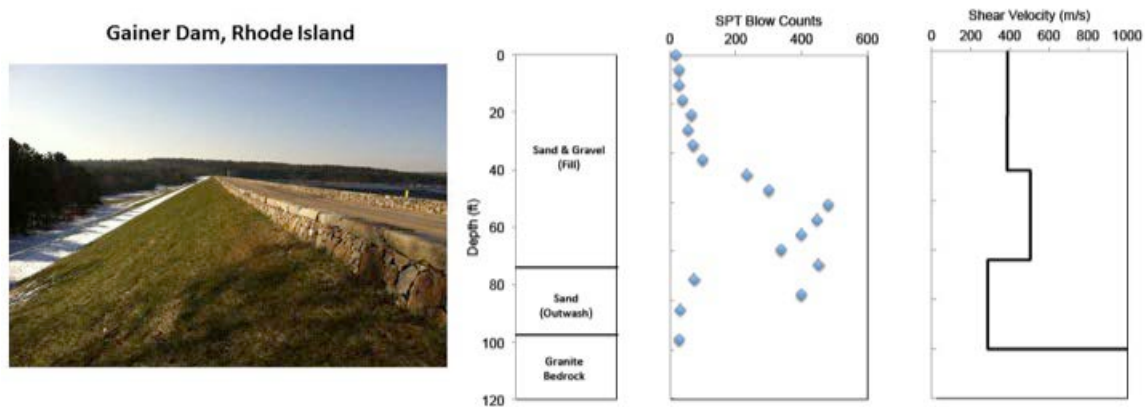 Gainer Dam, Rhode Island
Depth (ft)
0
20
40
60
80
100
120
Sand & Gravel
(Fill)
Sand
(Outwash)
Granite
Bedrock
SPT Blow Counts
0 200 400 600
Shear Velocity (m/s)
0 200 400 600 800 1000